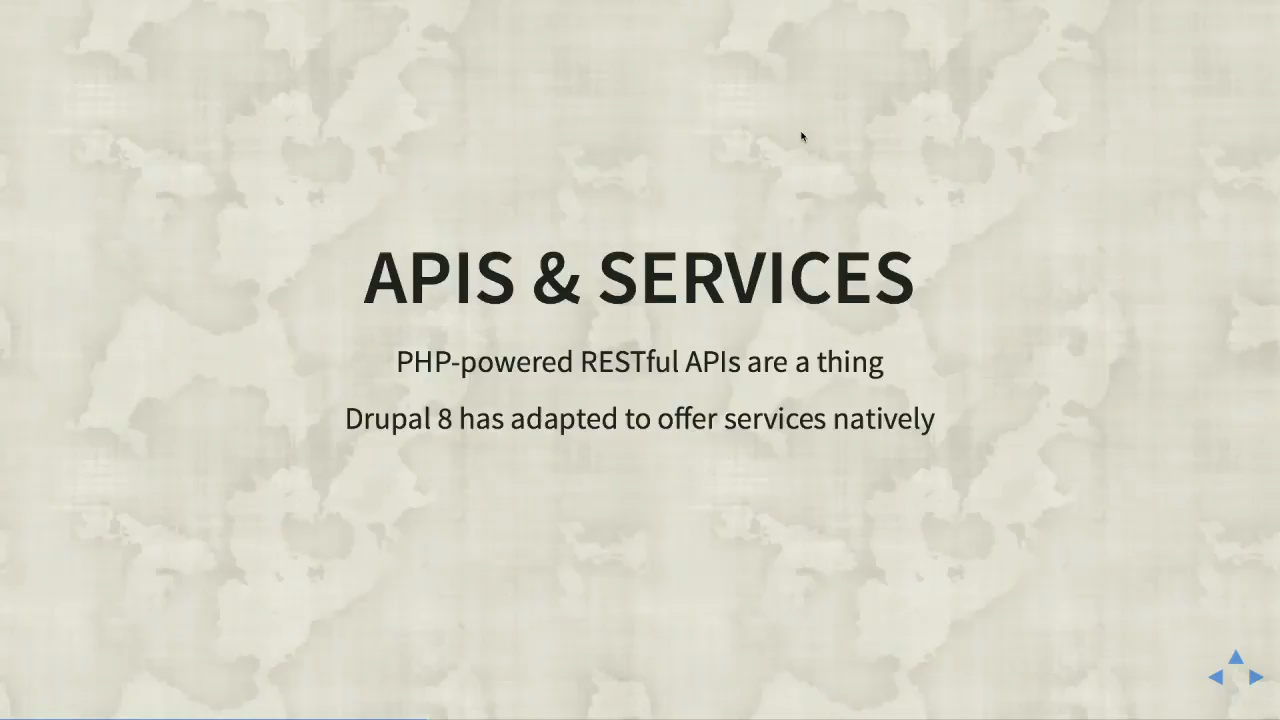 APIS & SERVICES
PHP-powered RESTful APIs are a thing
Drupal 8 has adapted to offer services natively